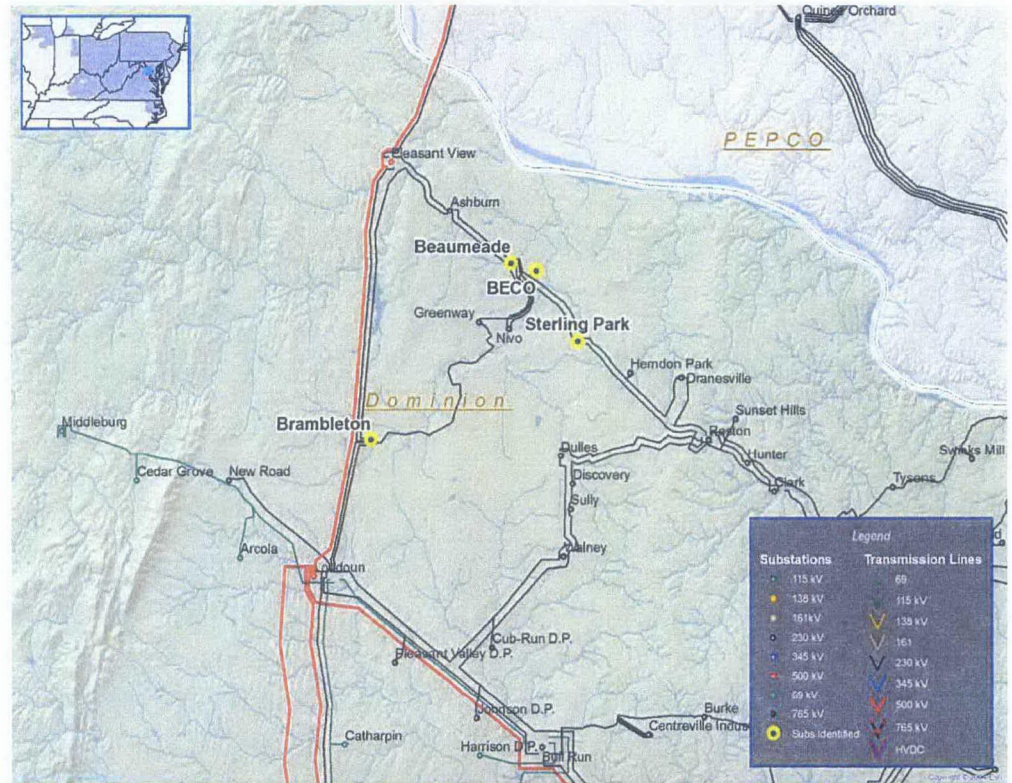 Quince Orchard
PEPCO
Pleasant View
Ashburn
Beaumeade
BECO
Greenway
Nivo
Sterling Park
Herndon Park
Dranesville
Dominion
Sunset Hills
Brambleton
Reston
Middleburg
Dulles
Hunter
Swinks Mill
Cedar Grove
New Road
Discovery
Clark
Tysons
Sully
Arcola
Walney
Loudoun
Cub-Run D.P.
Pleasant Valley D.P.
Johnson D.P.
Burke
Centreville Indus
Catharpin
Harrison D.P.
Bull Run
Legend
Substations
Transmission Lines
115 kV
69
138 kV
115 kV
161kV
138 kV
230 kV
161
345 kV
230 kV
500 kV
345 kV
69 kV
500 kV
765 kV
765 kV
Subs Identified
HVDC